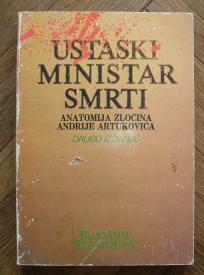 USTAŠKI
MINISTAR
SMRTI
ANATOMIJA ZLOČINA
ANDRIJE ARTUKOVIĆA
DRUGO IZDANJE